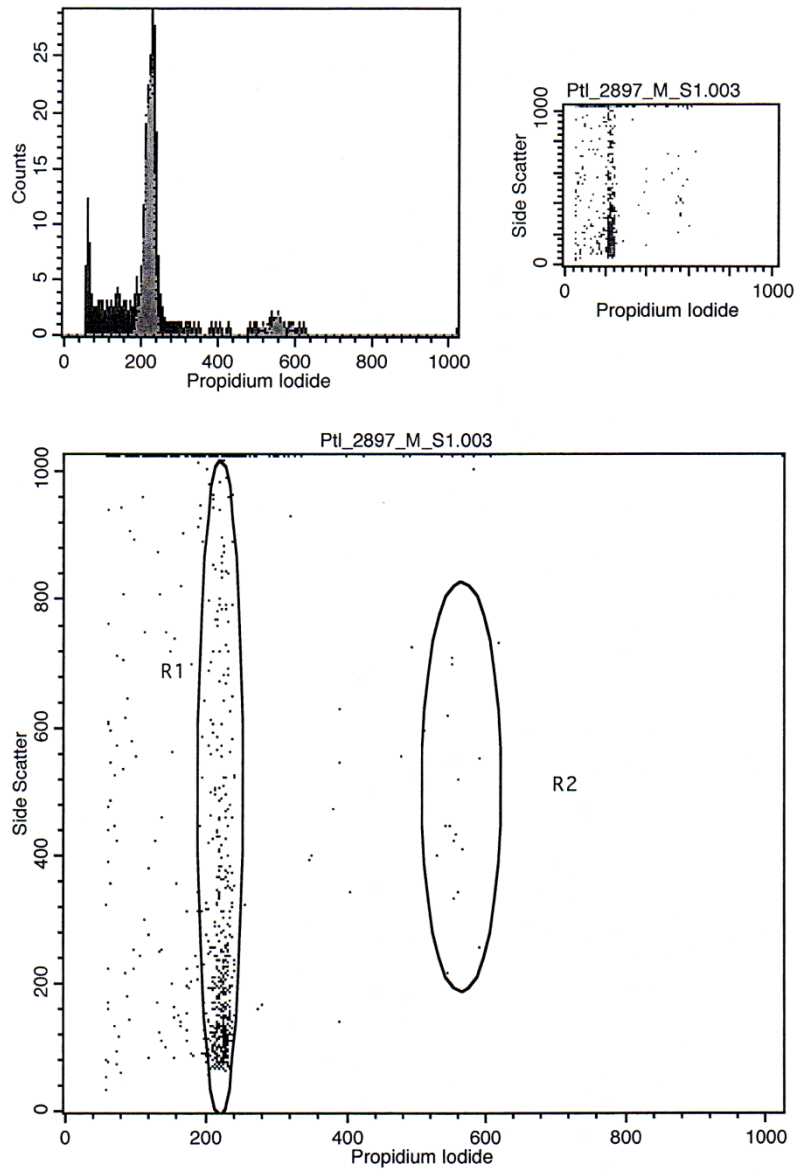 25
20
15
10
5
0
Counts
0 200 400 600 800 1000
Propidium Iodide
PtI_2897_M_S1.003
1000
0
Side Scatter
0 1000
Propidium Iodide
PtI_2897_M_S1.003
1000
800
600
400
200
0
Side Scatter
R1
R2
0 200 400 600 800 1000
Propidium Iodide